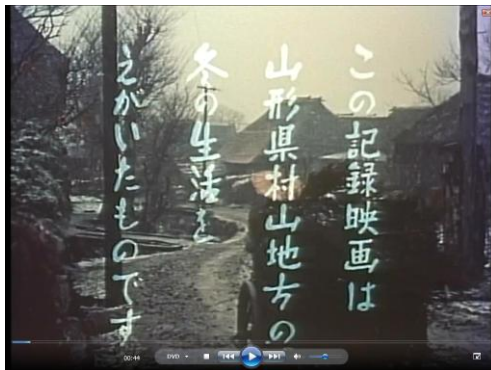 この記録映画は
山形県村山地方の
冬の生活を
えがいたものです
00:44
DVD